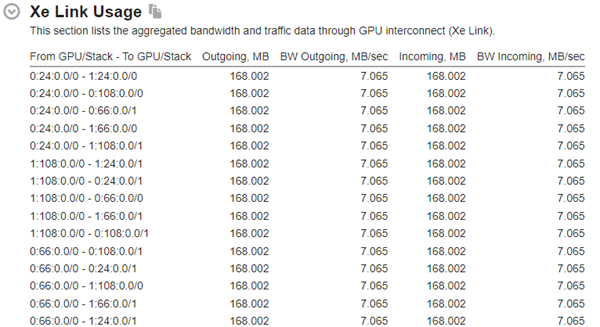 Xe Link Usage
This section lists the aggregated bandwidth and traffic data through GPU interconnect (Xe Link).
From GPU/Stack - To GPU/Stack Outgoing, MB BW Outgoing, MB/sec Incoming, MB BW Incoming, MB/sec
0:24:0.0/0 - 1:24:0.0/0 168.002 7.065 168.002 7.065
0:24:0.0/0 - 0:108:0.0/0 168.002 7.065 168.002 7.065
0:24:0.0/0 - 0:66:0.0/1 168.002 7.065 168.002 7.065
0:24:0.0/0 - 1:66:0.0/0 168.002 7.065 168.002 7.065
0:24:0.0/0 - 1:108:0.0/1 168.002 7.065 168.002 7.065
1:108:0.0/0 - 1:24:0.0/1 168.002 7.065 168.002 7.065
1:108:0.0/0 - 0:24:0.0/1 168.002 7.065 168.002 7.065
1:108:0.0/0 - 0:66:0.0/0 168.002 7.065 168.002 7.065
1:108:0.0/0 - 1:66:0.0/1 168.002 7.065 168.002 7.065
1:108:0.0/0 - 0:108:0.0/1 168.002 7.065 168.002 7.065
0:66:0.0/0 - 0:108:0.0/1 168.002 7.065 168.002 7.065
0:66:0.0/0 - 0:24:0.0/1 168.002 7.065 168.002 7.065
0:66:0.0/0 - 1:108:0.0/0 168.002 7.065 168.002 7.065
0:66:0.0/0 - 1:66:0.0/1 168.002 7.065 168.002 7.065
0:66:0.0/0 - 1:24:0.0/1 168.002 7.065 168.002 7.065